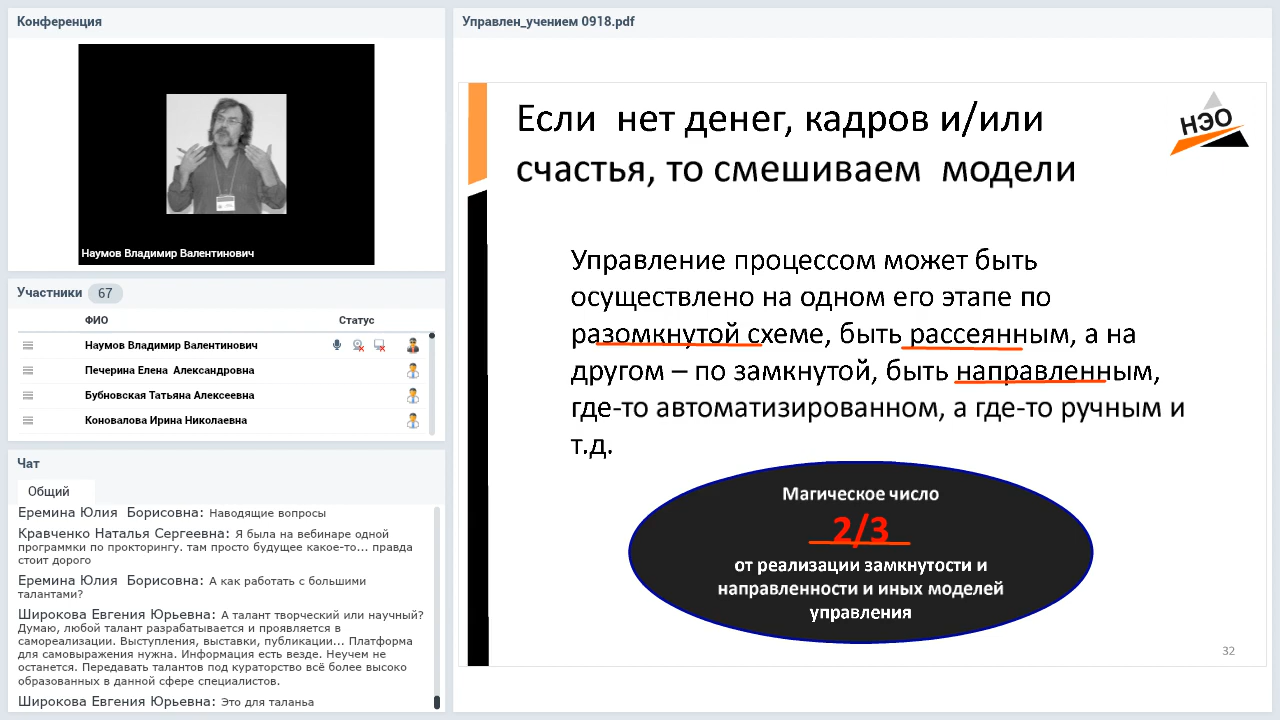 Конференция
Наумов Владимир Валентинович
Участники 67
ФИО Статус
Наумов Владимир Валентинович
Печерина Елена Александровна
Бубновская Татьяна Алексеевна
Коновалова Ирина Николаевна
Чат
Общий
Еремина Юлия Борисовна: Наводящие вопросы
Кравченко Наталья Сергеевна: Я была на вебинаре одной
программки по прокторингу. там просто будущее какое-то... правда
стоит дорого
Еремина Юлия Борисовна: А как работать с большими
талантами?
Широкова Евгения Юрьевна: А талант творческий или научный?
Думаю, любой талант разрабатывается и проявляется в
самореализации. Выступления, выставки, публикации... Платформа
для самовыражения нужна. Информация есть везде. Неучем не
останется. Передавать талантов под кураторство всё более высоко
образованных в данной сфере специалистов.
Широкова Евгения Юрьевна: Это для таланьа
Управлен_учением 0918.pdf
Если нет денег, кадров и/или
счастья, то смешиваем модели
НЭО
Управление процессом может быть
осуществлено на одном его этапе по
разомкнутой схеме, быть рассеянным, а на
другом – по замкнутой, быть направленным,
где-то автоматизированном, а где-то ручным и
т.д.
Магическое число
2/3
от реализации замкнутости и
направленности и иных моделей
управления
32